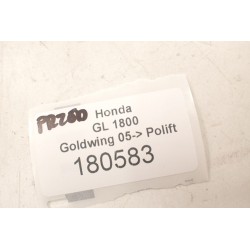 PR260
Honda
GL 1800
Goldwing 05-> Polift
180583